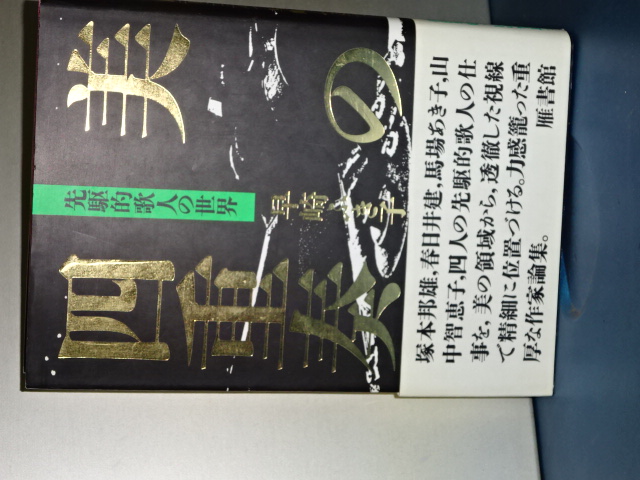 美の
四重奏
先駆的歌人の世界
早崎ふき子
塚本邦雄,春日井建,馬場あき子,山
中智恵子,四人の先駆的歌人の仕
事を,美の領域から,透徹した視線
で精細に位置づける。力感籠った重
厚な作家論集。
雁書館